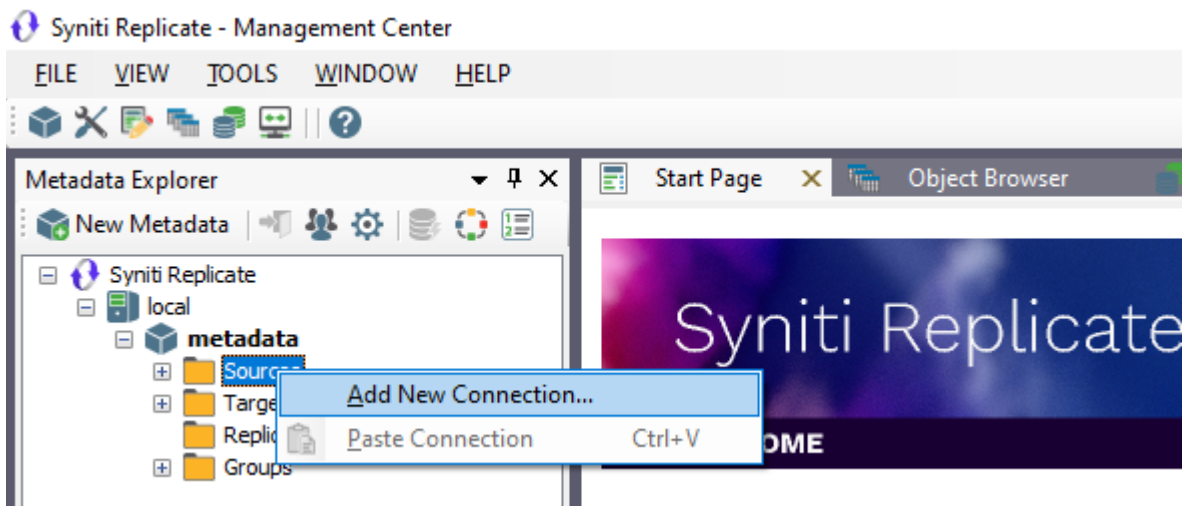 Syniti Replicate - Management Center
FILE VIEW TOOLS WINDOW HELP
Metadata Explorer
Start Page
Object Browser
New Metadata
Syniti Replicate
local
metadata
Sources
Add New Connection...
Paste Connection Ctrl+V
Groups
Syniti Replicate